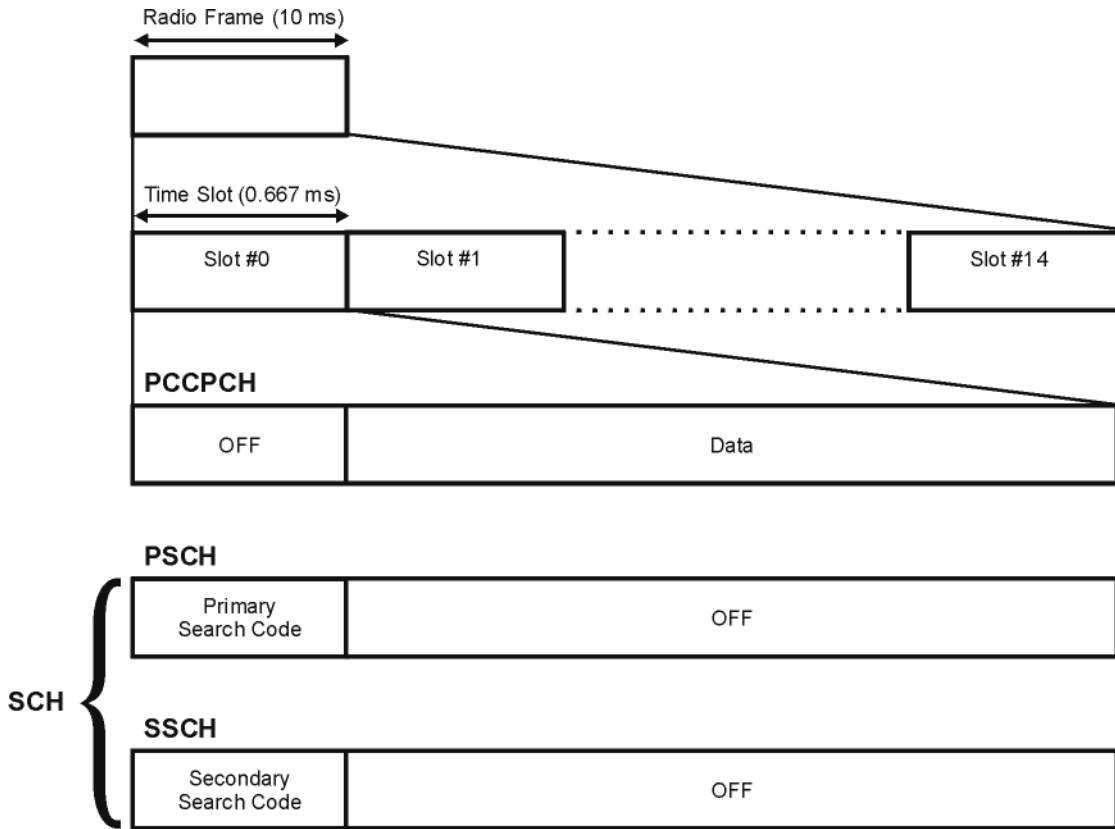 Radio Frame (10 ms)
Time Slot (0.667 ms)
Slot #0
Slot #1
Slot #14
PCCPCH
OFF
Data
PSCH
Primary
Search Code
OFF
SCH
SSCH
Secondary
Search Code
OFF